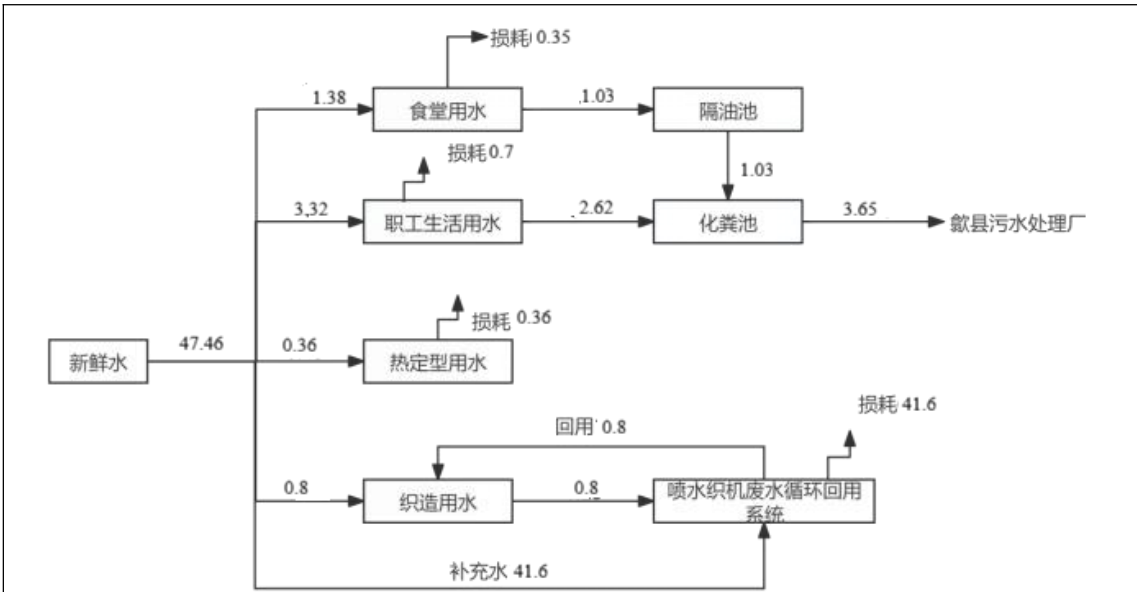 损耗 0.35
1.38
食堂用水
1.03
隔油池
损耗 0.7
1.03
3.32
职工生活用水
2.62
化粪池
3.65
歙县污水处理厂
损耗 0.36
新鲜水
47.46
0.36
热定型用水
损耗 41.6
回用 0.8
0.8
织造用水
0.8
喷水织机废水循环回用
系统
补充水 41.6